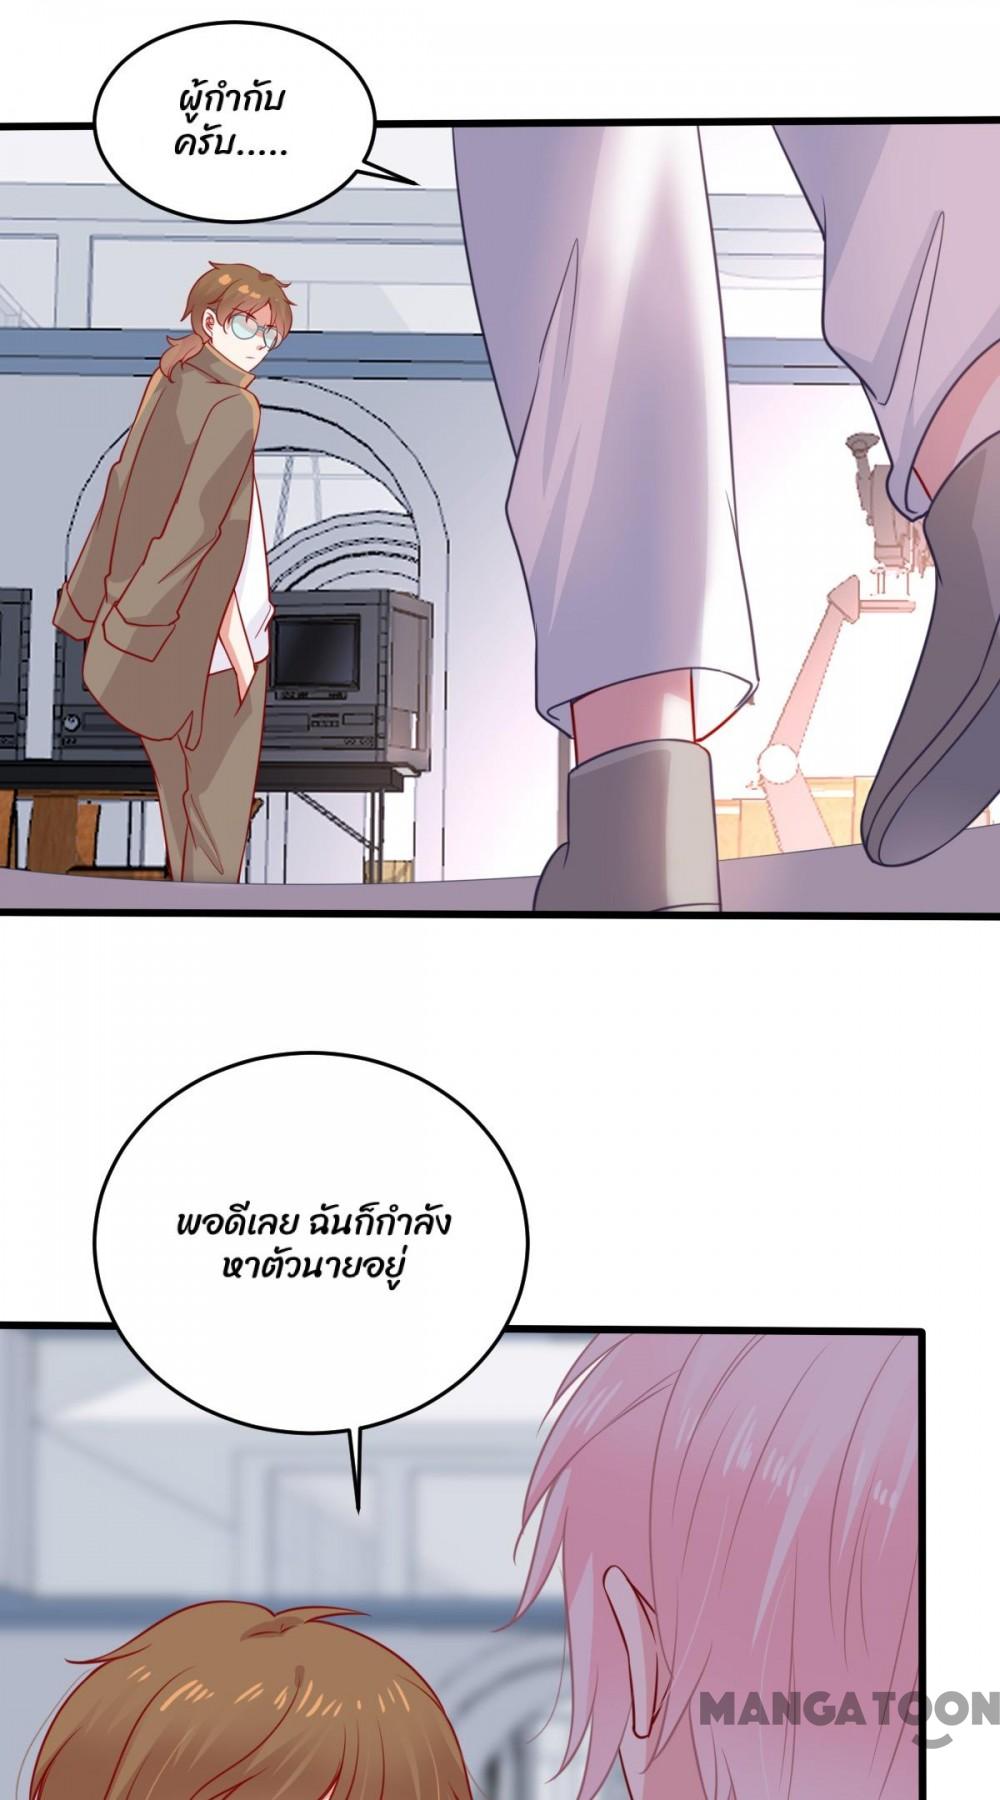 ผู้กำกับ
ครับ.....
พอดีเลย ฉันก็กำลัง
หาตัวนายอยู่
MANGATOON